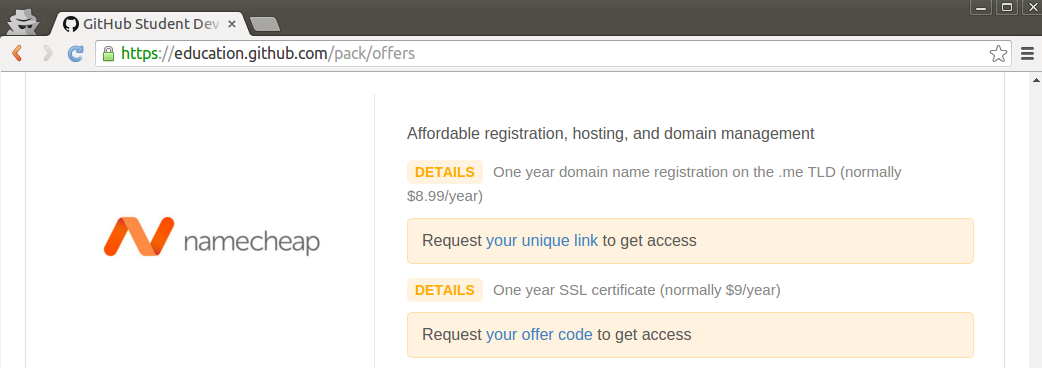 GitHub Student Dev
https://education.github.com/pack/offers
Affordable registration, hosting, and domain management
DETAILS One year domain name registration on the .me TLD (normally
$8.99/year)
namecheap
Request your unique link to get access
DETAILS One year SSL certificate (normally $9/year)
Request your offer code to get access